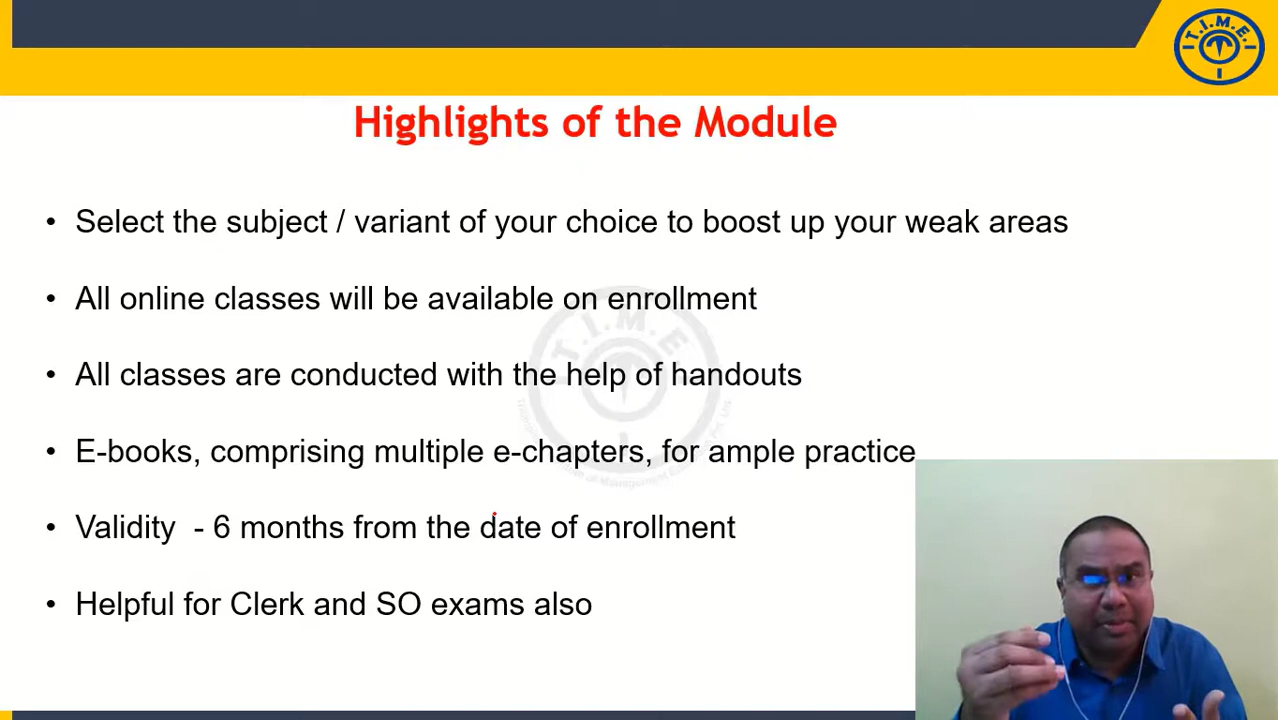 T.I.M.E.
Highlights of the Module
• Select the subject / variant of your choice to boost up your weak areas
• All online classes will be available on enrollment
• All classes are conducted with the help of handouts
• E-books, comprising multiple e-chapters, for ample practice
• Validity - 6 months from the date of enrollment
• Helpful for Clerk and SO exams also
T.I.M.E.